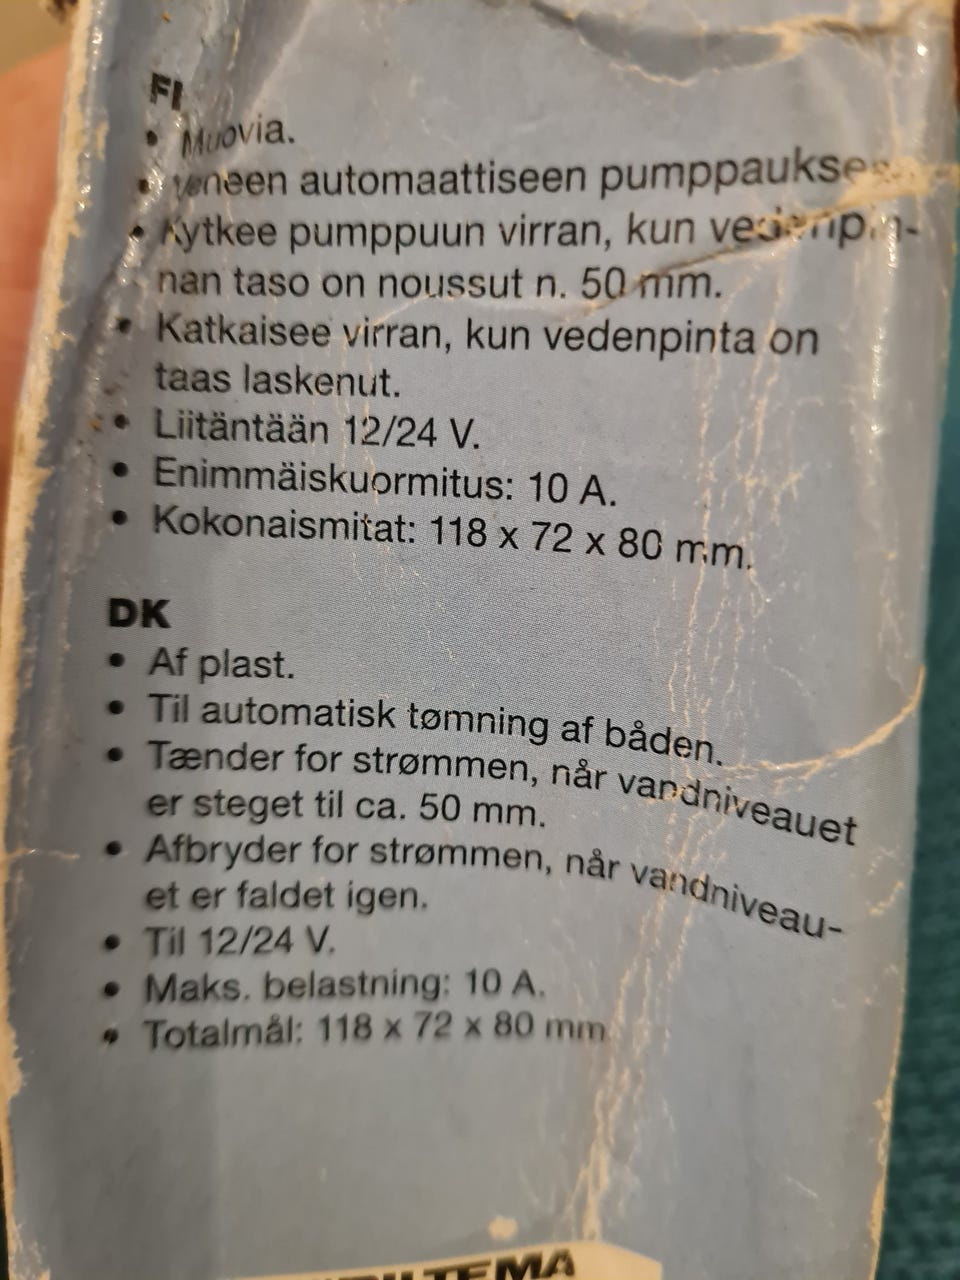 FI
• Muovia.
• Veneen automaattiseen pumppaukse
• Kytkee pumppuun virran, kun vedenpin-
nan taso on noussut n. 50 mm.
• Katkaisee virran, kun vedenpinta on
taas laskenut.
• Liitäntään 12/24 V.
• Enimmäiskuormitus: 10 A.
• Kokonaismitat: 118 x 72 x 80 mm.
DK
• Af plast.
• Til automatisk tømning af båden.
• Tænder for strømmen, når vandniveauet
er steget til ca. 50 mm.
• Afbryder for strømmen, når vandniveau-
et er faldet igen.
• Til 12/24 V.
• Maks. belastning: 10 A.
• Totalmål: 118 x 72 x 80 mm